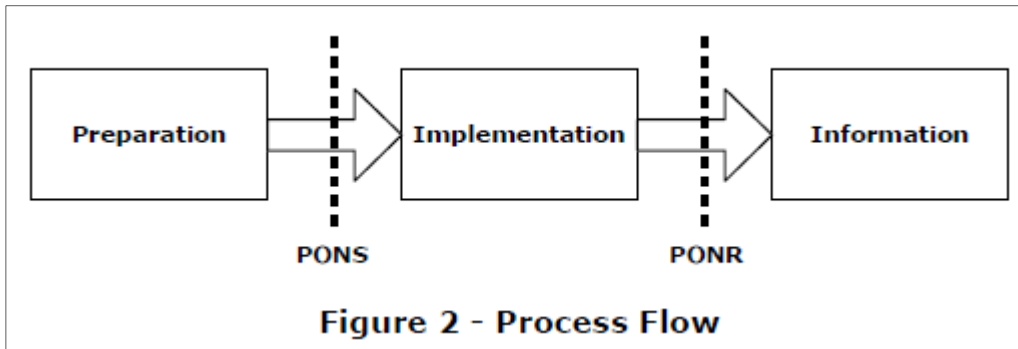 Preparation
Implementation
Information
PONS
PONR
Figure 2 - Process Flow